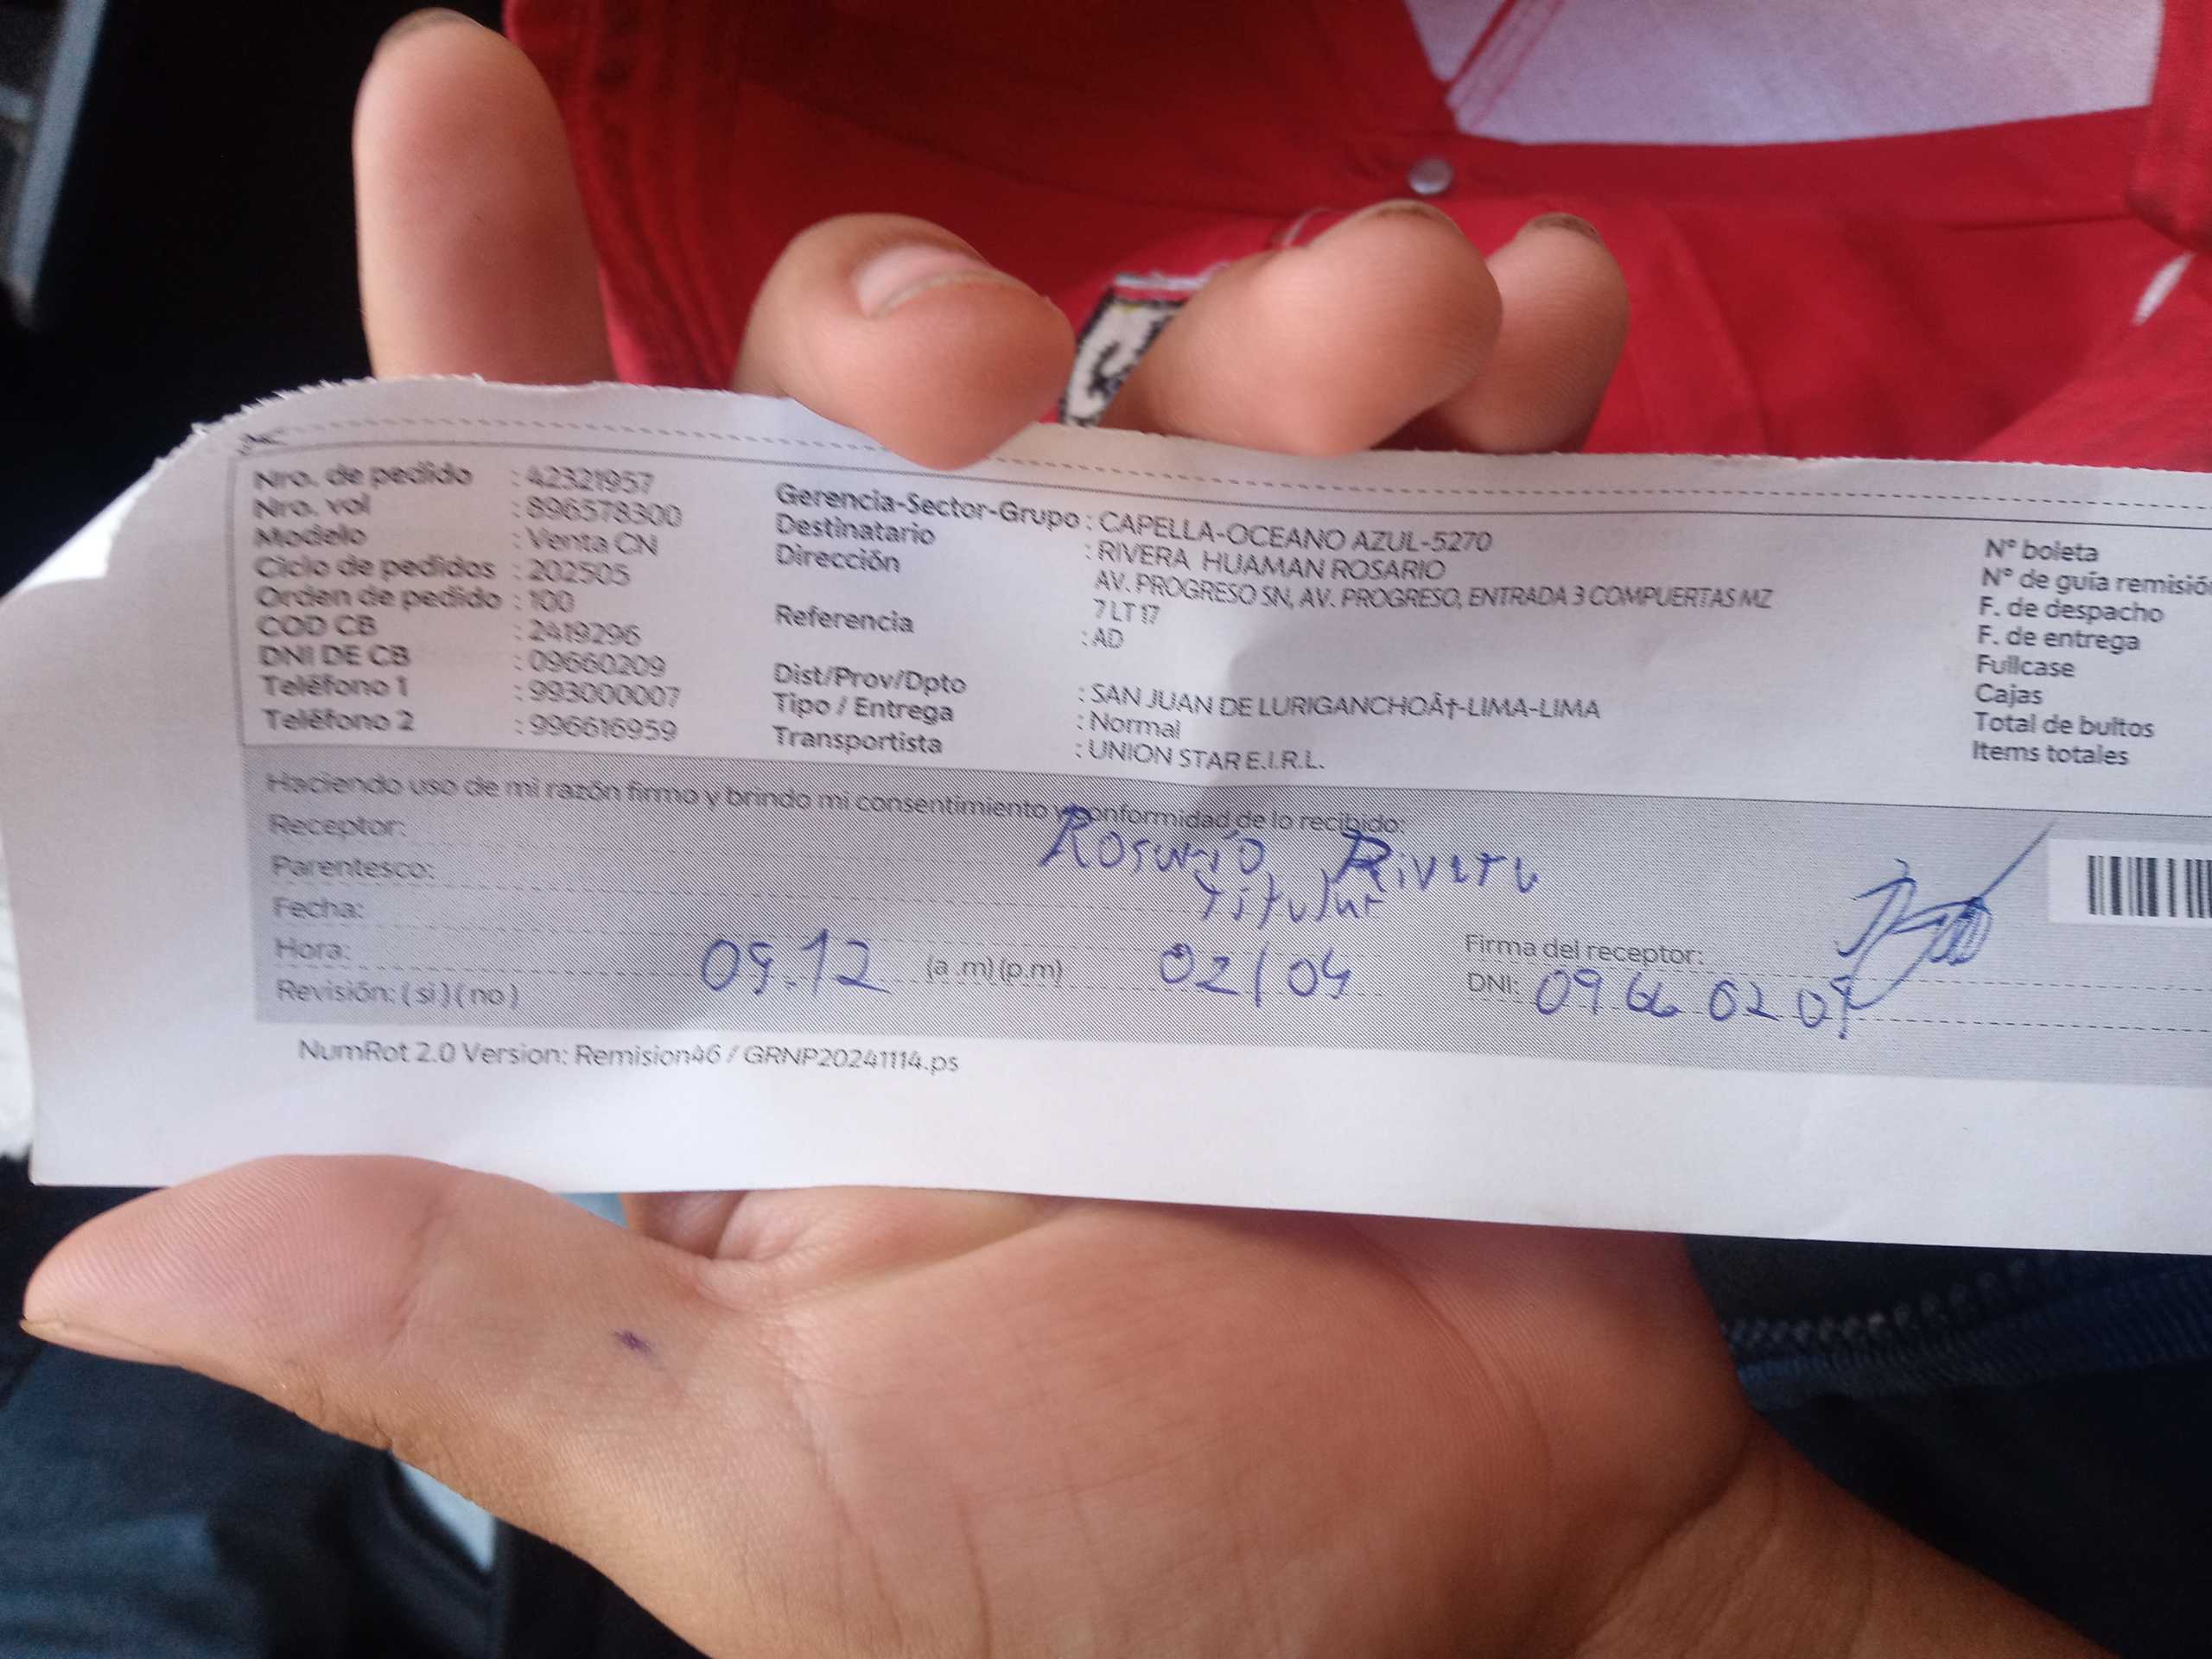 Nro. de pedido : 42321957
Nro. vol : 896578300
Modelo : Venta CN
Ciclo de pedidos : 202505
Orden de pedido : 100
COD CB : 2419296
DNI DE CB : 09660209
Teléfono 1 : 993000007
Teléfono 2 : 996616959
Gerencia-Sector-Grupo : CAPELLA-OCEANO AZUL-5270
Destinatario : RIVERA HUAMAN ROSARIO
Dirección AV. PROGRESO SN, AV. PROGRESO, ENTRADA 3 COMPUERTAS MZ
7 LT 17
Referencia : AD
Dist/Prov/Dpto : SAN JUAN DE LURIGANCHOÂ†-LIMA-LIMA
Tipo / Entrega : Normal
Transportista : UNION STAR E.I.R.L.
N° boleta
N° de guía remisión
F. de despacho
F. de entrega
Fullcase
Cajas
Total de bultos
Items totales
Haciendo uso de mi razón firmo y brindo mi consentimiento y conformidad de lo recibido:
Receptor: Rosario Rivera
Parentesco: titular
Fecha:
Hora: 09:12 (a .m) (p.m) 02/04
Revisión: ( si ) ( no )
Firma del receptor:
DNI: 09660209
NumRot 2.0 Version: Remision46 / GRNP20241114.ps